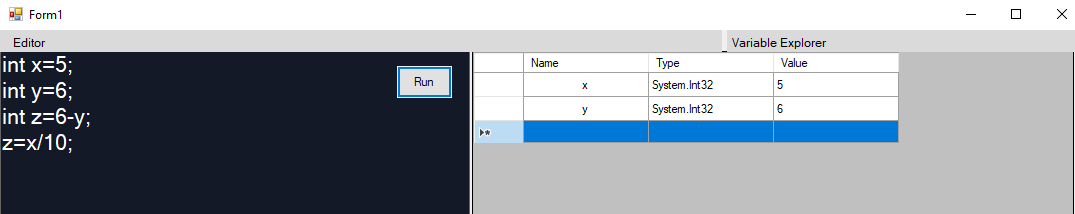 Form1
Editor
Variable Explorer
int x=5;
int y=6;
int z=6-y;
z=x/10;
Run
Name Type Value
x System.Int32 5
y System.Int32 6